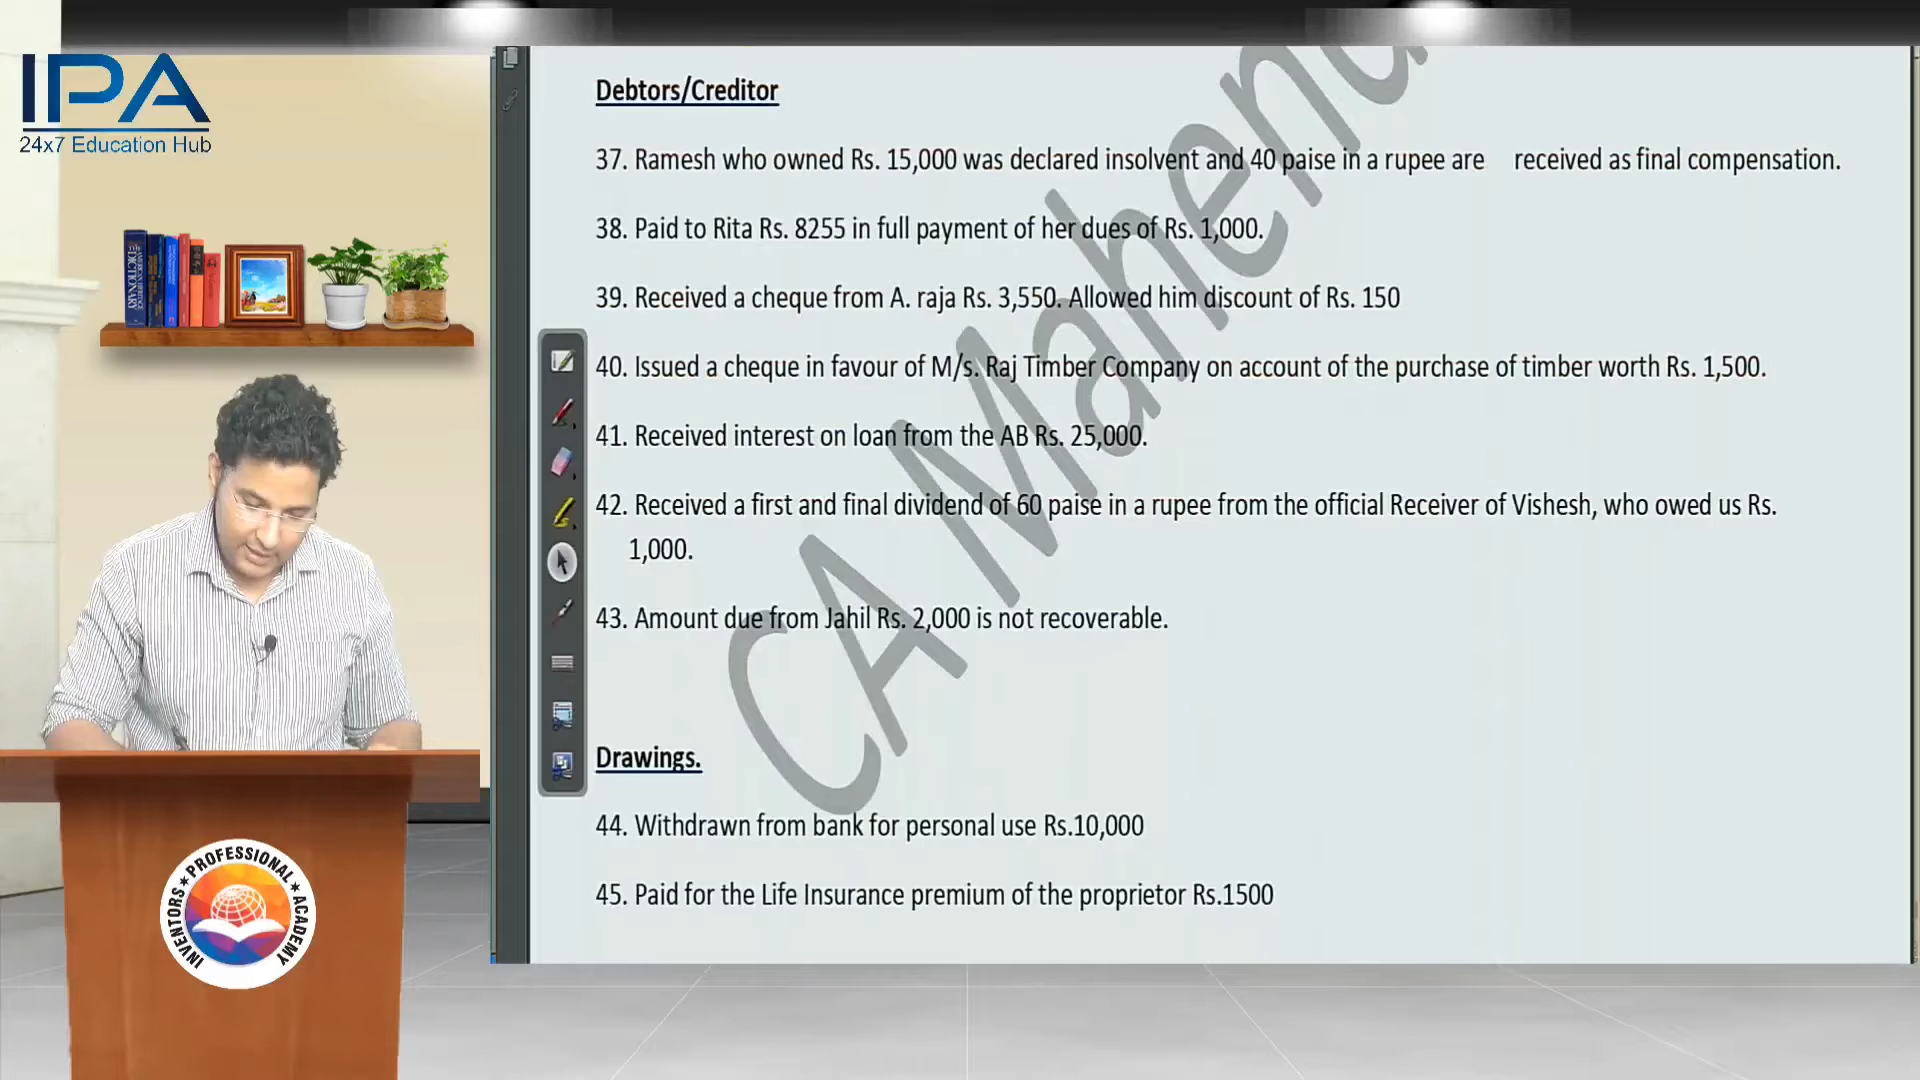 IPA
24x7 Education Hub
Debtors/Creditor
37. Ramesh who owned Rs. 15,000 was declared insolvent and 40 paise in a rupee are received as final compensation.
38. Paid to Rita Rs. 8255 in full payment of her dues of Rs. 1,000.
39. Received a cheque from A. raja Rs. 3,550. Allowed him discount of Rs. 150
40. Issued a cheque in favour of M/s. Raj Timber Company on account of the purchase of timber worth Rs. 1,500.
41. Received interest on loan from the AB Rs. 25,000.
42. Received a first and final dividend of 60 paise in a rupee from the official Receiver of Vishesh, who owed us Rs.
1,000.
43. Amount due from Jahil Rs. 2,000 is not recoverable.
Drawings.
44. Withdrawn from bank for personal use Rs.10,000
45. Paid for the Life Insurance premium of the proprietor Rs.1500
CA
INVENTORS ★ PROFESSIONAL ★ ACADEMY
DICTIONARY